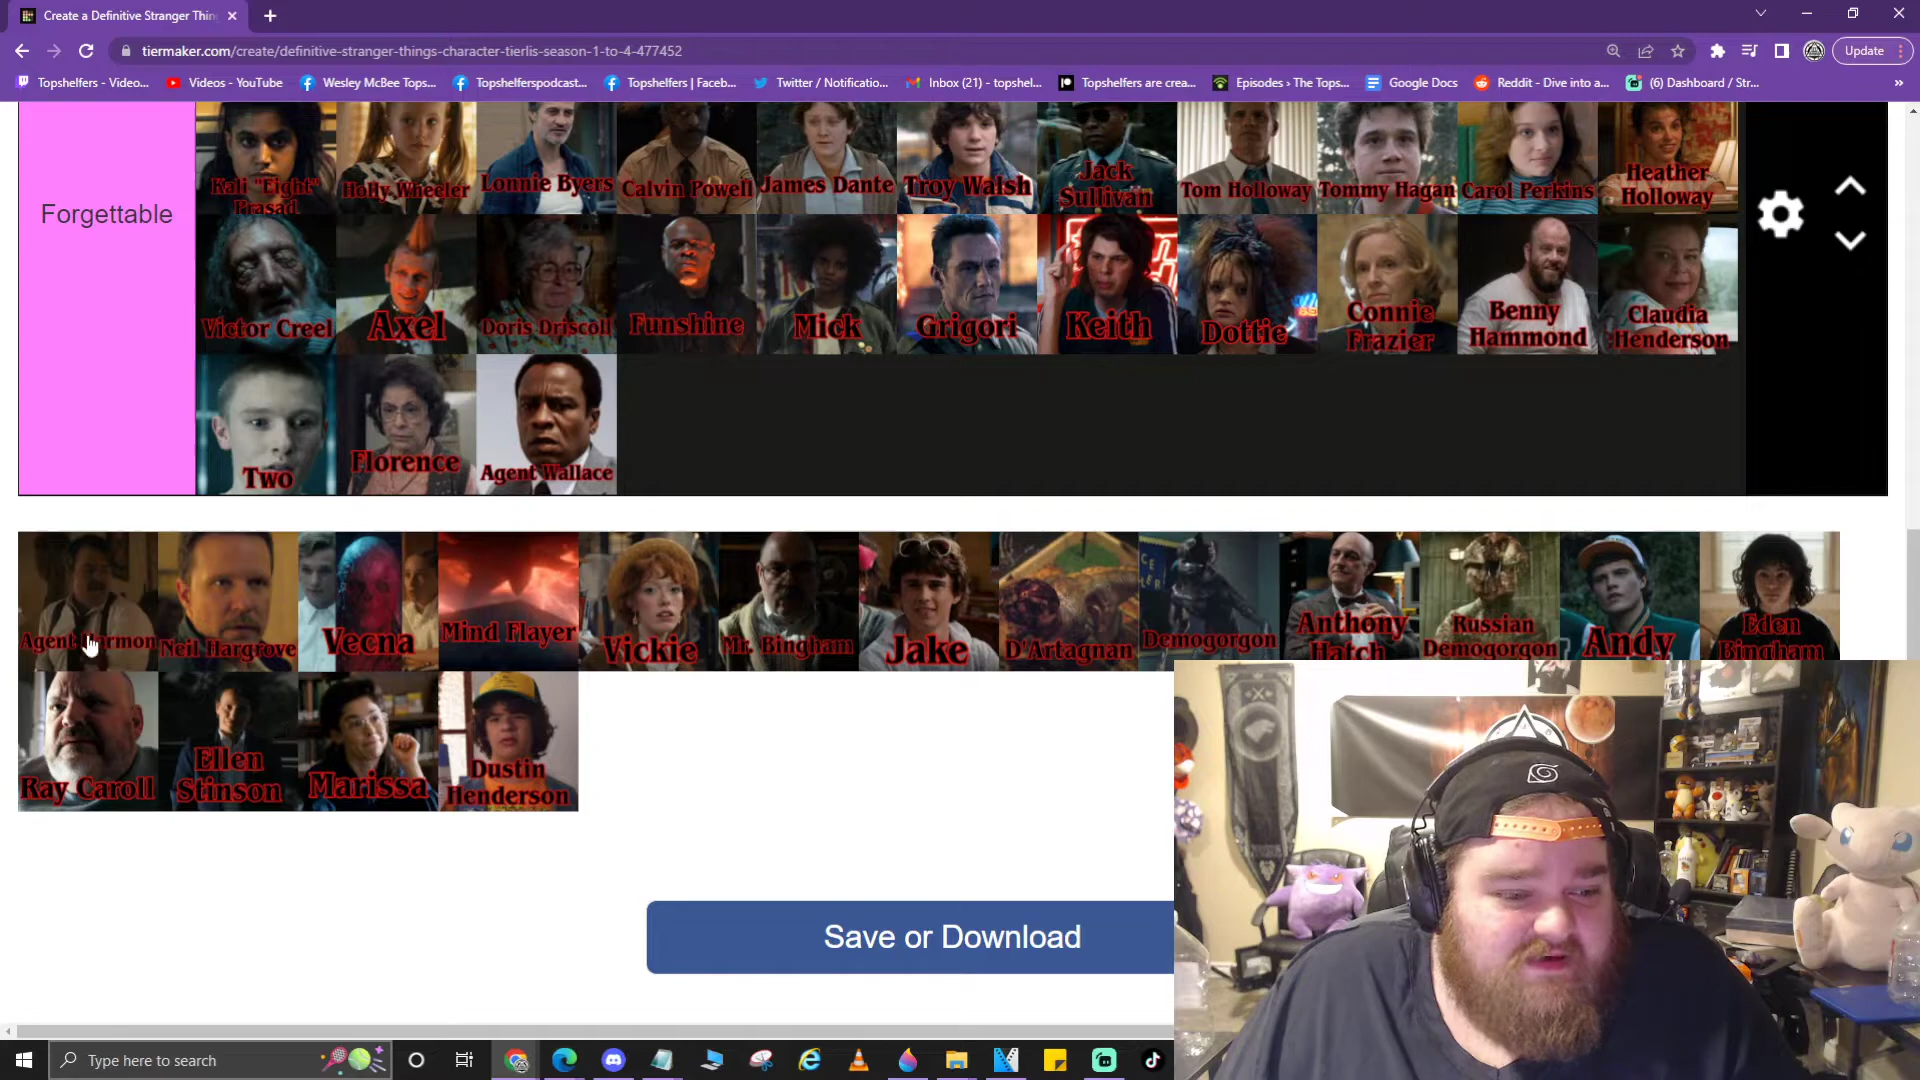 Create a Definitive Stranger Thin
tiermaker.com/create/definitive-stranger-things-character-tierlis-season-1-to-4-477452
Update
Topshelfers - Video... Videos - YouTube Wesley McBee Tops... Topshelferspodcast... Topshelfers | Faceb... Twitter / Notificatio... Inbox (21) - topshel... Topshelfers are crea... Episodes › The Tops... Google Docs Reddit - Dive into a... (6) Dashboard / Str... »
Forgettable
Kali "Eight" Prasad
Holly Wheeler
Lonnie Byers
Calvin Powell
James Dante
Troy Walsh
Jack Sullivan
Tom Holloway
Tommy Hagan
Carol Perkins
Heather Holloway
Victor Creel
Axel
Doris Driscoll
Funshine
Mick
Grigori
Keith
Dottie
Connie Frazier
Benny Hammond
Claudia Henderson
Two
Florence
Agent Wallace
Agent Harmon
Neil Hargrove
Vecna
Mind Flayer
Vickie
Mr. Bingham
Jake
D'Artagnan
Demogorgon
Anthony Hatch
Russian Demogorgon
Andy
Eden Bingham
Ray Caroll
Ellen Stinson
Marissa
Dustin Henderson
Save or Download
Type here to search